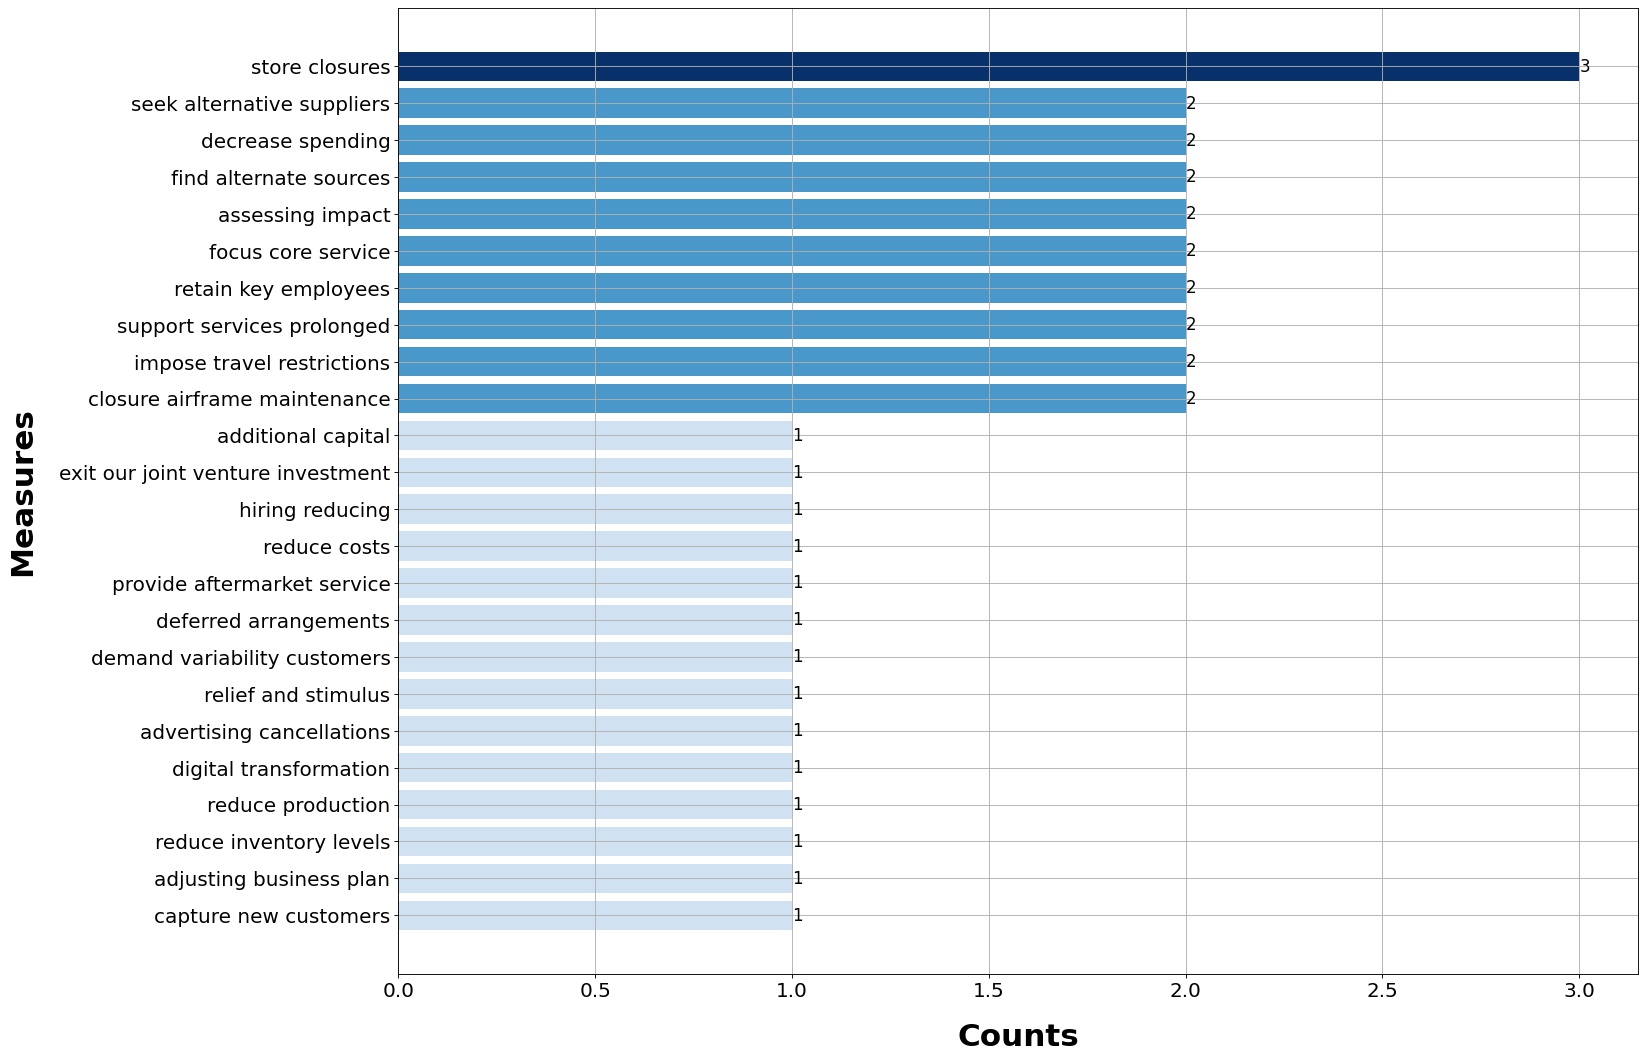 Measures
store closures 3
seek alternative suppliers 2
decrease spending 2
find alternate sources 2
assessing impact 2
focus core service 2
retain key employees 2
support services prolonged 2
impose travel restrictions 2
closure airframe maintenance 2
additional capital 1
exit our joint venture investment 1
hiring reducing 1
reduce costs 1
provide aftermarket service 1
deferred arrangements 1
demand variability customers 1
relief and stimulus 1
advertising cancellations 1
digital transformation 1
reduce production 1
reduce inventory levels 1
adjusting business plan 1
capture new customers 1
0.0 0.5 1.0 1.5 2.0 2.5 3.0
Counts